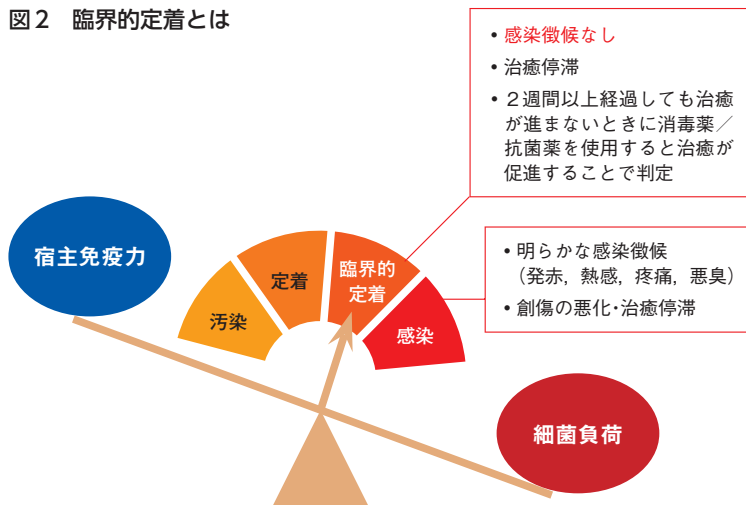 図2 臨界的定着とは
• 感染徴候なし
• 治癒停滞
• 2週間以上経過しても治癒
が進まないときに消毒薬／
抗菌薬を使用すると治癒が
促進することで判定
宿主免疫力
汚染
定着
臨界的
定着
感染
• 明らかな感染徴候
（発赤，熱感，疼痛，悪臭）
• 創傷の悪化・治癒停滞
細菌負荷